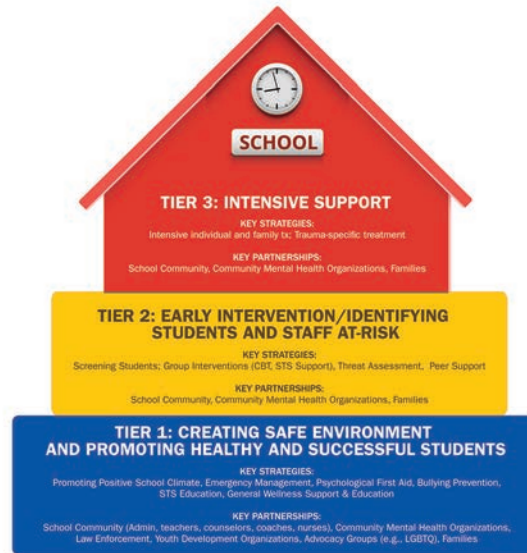 SCHOOL
TIER 3: INTENSIVE SUPPORT
KEY STRATEGIES:
Intensive individual and family tx; Trauma-specific treatment
KEY PARTNERSHIPS:
School Community, Community Mental Health Organizations, Families
TIER 2: EARLY INTERVENTION/IDENTIFYING
STUDENTS AND STAFF AT-RISK
KEY STRATEGIES:
Screening Students; Group Interventions (CBT, STS Support), Threat Assessment, Peer Support
KEY PARTNERSHIPS:
School Community, Community Mental Health Organizations, Families
TIER 1: CREATING SAFE ENVIRONMENT
AND PROMOTING HEALTHY AND SUCCESSFUL STUDENTS
KEY STRATEGIES:
Promoting Positive School Climate, Emergency Management, Psychological First Aid, Bullying Prevention,
STS Education, General Wellness Support & Education
KEY PARTNERSHIPS:
School Community (Admin, teachers, counselors, coaches, nurses), Community Mental Health Organizations,
Law Enforcement, Youth Development Organizations, Advocacy Groups (e.g., LGBTQ), Families